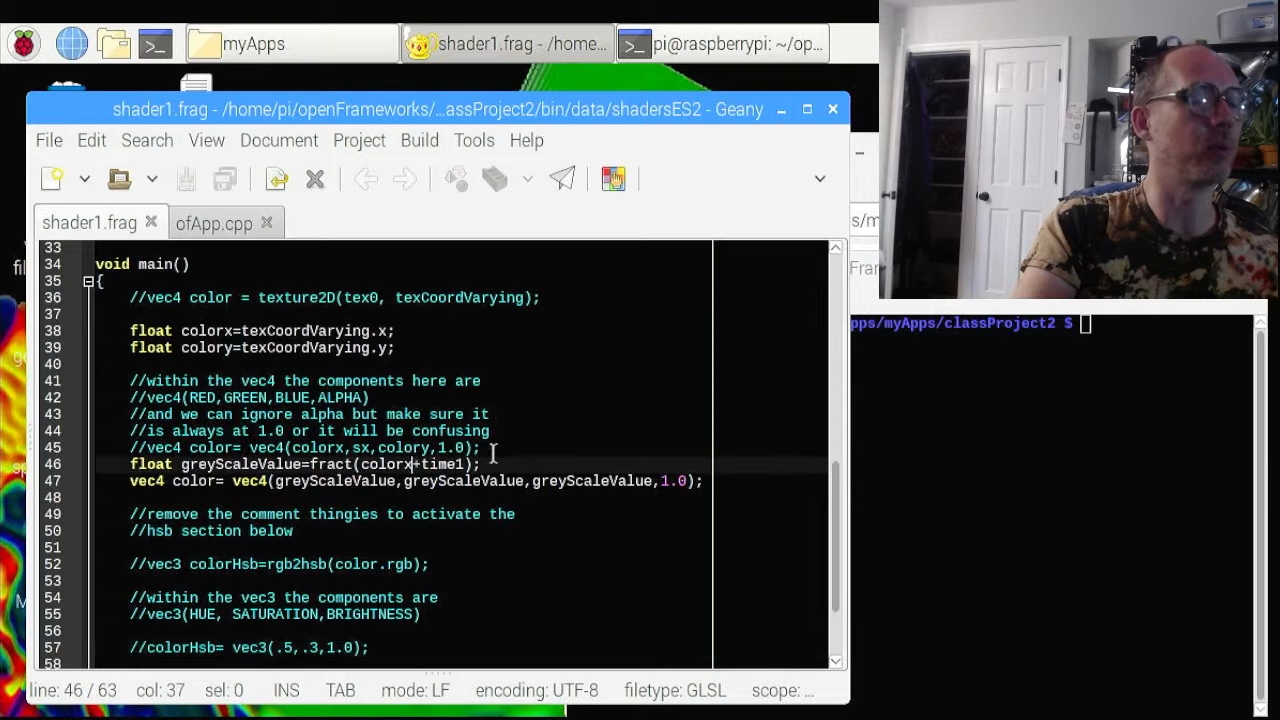 myApps
shader1.frag - /home...
pi@raspberrypi: ~/op...
shader1.frag - /home/pi/openFrameworks/...assProject2/bin/data/shadersES2 - Geany
File Edit Search View Document Project Build Tools Help
shader1.frag
ofApp.cpp
33
34 void main()
35 {
36 //vec4 color = texture2D(tex0, texCoordVarying);
37
38 float colorx=texCoordVarying.x;
39 float colory=texCoordVarying.y;
40
41 //within the vec4 the components here are
42 //vec4(RED,GREEN,BLUE,ALPHA)
43 //and we can ignore alpha but make sure it
44 //is always at 1.0 or it will be confusing
45 //vec4 color= vec4(colorx,sx,colory,1.0);
46 float greyScaleValue=fract(colorx+time1);
47 vec4 color= vec4(greyScaleValue,greyScaleValue,greyScaleValue,1.0);
48
49 //remove the comment thingies to activate the
50 //hsb section below
51
52 //vec3 colorHsb=rgb2hsb(color.rgb);
53
54 //within the vec3 the components are
55 //vec3(HUE, SATURATION,BRIGHTNESS)
56
57 //colorHsb= vec3(.5,.3,1.0);
58
line: 46 / 63 col: 37 sel: 0 INS TAB mode: LF encoding: UTF-8 filetype: GLSL scope: ...
s/m
Fran
pps/myApps/classProject2 $